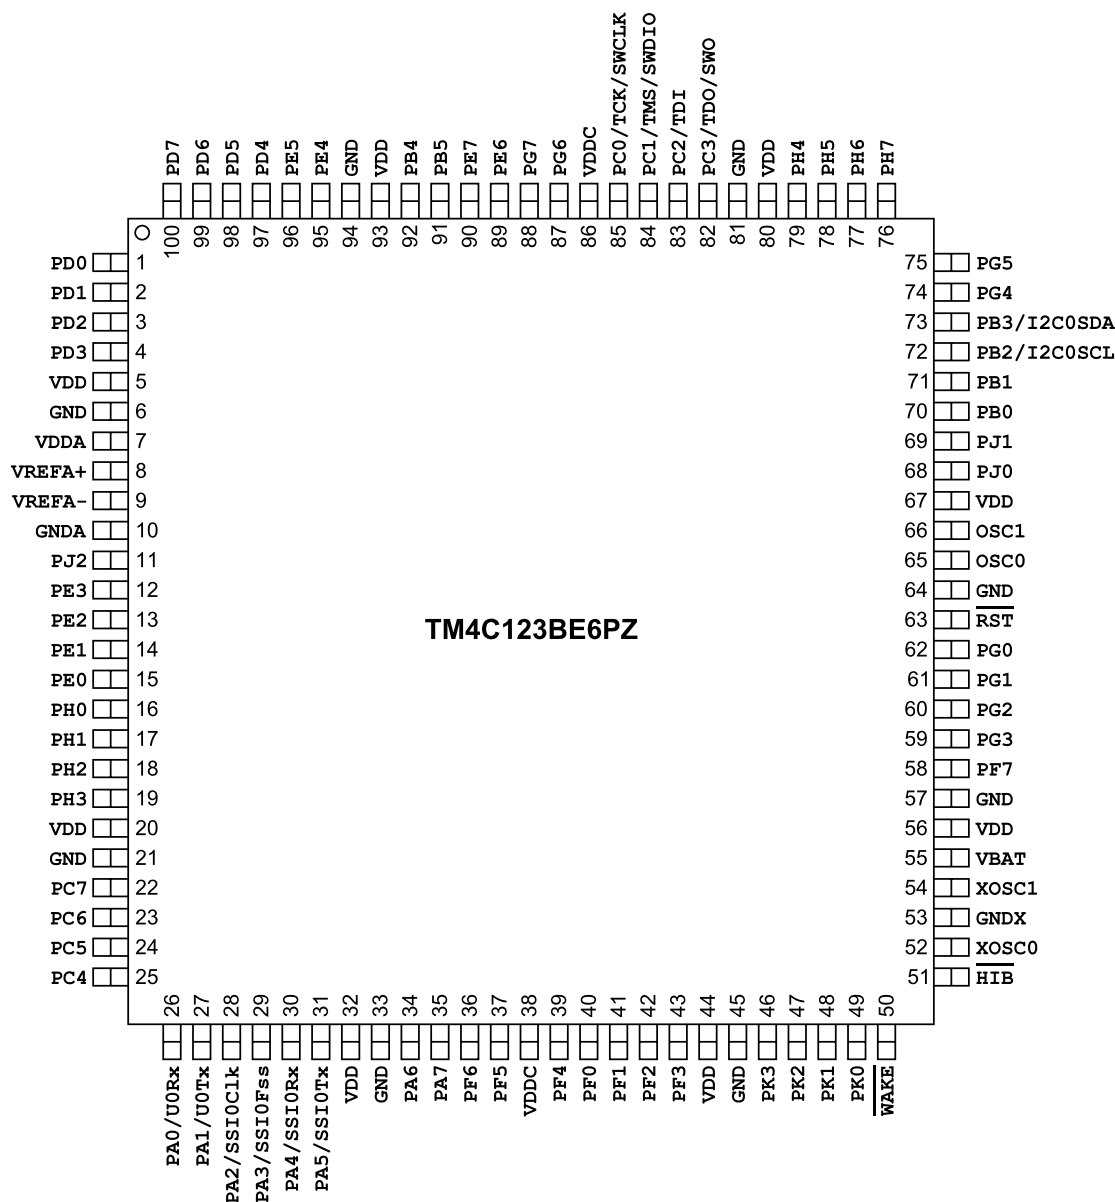 PD7 PD6 PD5 PD4 PE5 PE4 GND VDD PB4 PB5 PE7 PE6 PG7 PG6 VDDC PC0/TCK/SWCLK PC1/TMS/SWDIO PC2/TDI PC3/TDO/SWO GND VDD PH4 PH5 PH6 PH7
100 99 98 97 96 95 94 93 92 91 90 89 88 87 86 85 84 83 82 81 80 79 78 77 76
PD0 1 75 PG5
PD1 2 74 PG4
PD2 3 73 PB3/I2C0SDA
PD3 4 72 PB2/I2C0SCL
VDD 5 71 PB1
GND 6 70 PB0
VDDA 7 69 PJ1
VREFA+ 8 68 PJ0
VREFA- 9 67 VDD
GNDA 10 66 OSC1
PJ2 11 65 OSC0
PE3 12 64 GND
PE2 13 TM4C123BE6PZ 63 RST
PE1 14 62 PG0
PE0 15 61 PG1
PH0 16 60 PG2
PH1 17 59 PG3
PH2 18 58 PF7
PH3 19 57 GND
VDD 20 56 VDD
GND 21 55 VBAT
PC7 22 54 XOSC1
PC6 23 53 GNDX
PC5 24 52 XOSC0
PC4 25 51 HIB
26 27 28 29 30 31 32 33 34 35 36 37 38 39 40 41 42 43 44 45 46 47 48 49 50
PA0/U0Rx PA1/U0Tx PA2/SSI0Clk PA3/SSI0Fss PA4/SSI0Rx PA5/SSI0Tx VDD GND PA6 PA7 PF6 PF5 VDDC PF4 PF0 PF1 PF2 PF3 VDD GND PK3 PK2 PK1 PK0 WAKE